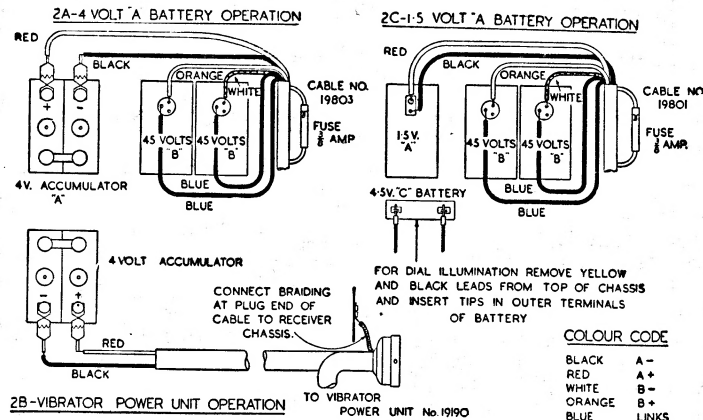 2A-4 VOLT "A BATTERY OPERATION
RED
BLACK
ORANGE
WHITE
CABLE NO.
19803
FUSE
AMP
+
-
45 VOLTS
"B"
45 VOLTS
"B"
4V. ACCUMULATOR
"A"
BLUE
BLUE
2C-1·5 VOLT "A BATTERY OPERATION
RED
BLACK
ORANGE
WHITE
CABLE NO
19801
FUSE
AMP.
1·5V.
"A"
45 VOLTS
"B"
45 VOLTS
"B"
BLUE
BLUE
4·5V. "C" BATTERY
FOR DIAL ILLUMINATION REMOVE YELLOW
AND BLACK LEADS FROM TOP OF CHASSIS
AND INSERT TIPS IN OUTER TERMINALS
OF BATTERY
4 VOLT ACCUMULATOR
-
+
CONNECT BRAIDING
AT PLUG END OF
CABLE TO RECEIVER
CHASSIS.
RED
BLACK
TO VIBRATOR
POWER UNIT No. 19190
2B-VIBRATOR POWER UNIT OPERATION
COLOUR CODE
BLACK A-
RED A+
WHITE B-
ORANGE B+
BLUE LINKS